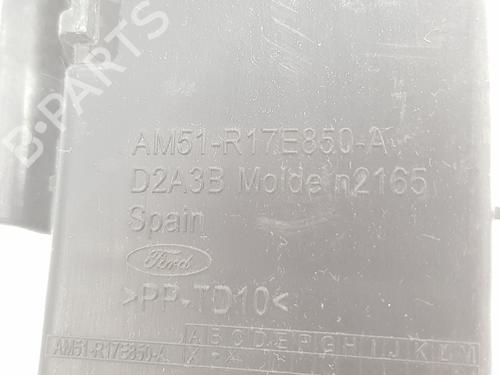 B-PARTS
AM51-R17E850-A
D2A3B Molde n2165
Spain
Ford
>PP-TD10<
A B C D E F G H I J K L M
AM51-R17E850-A X